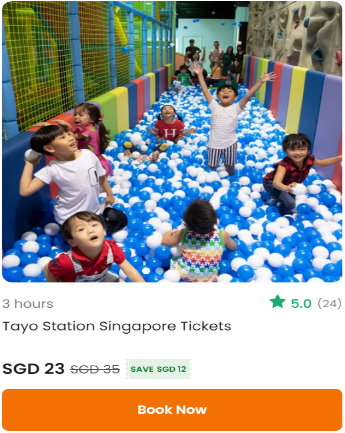 3 hours
5.0 (24)
Tayo Station Singapore Tickets
SGD 23 SGD 35 SAVE SGD 12
Book Now